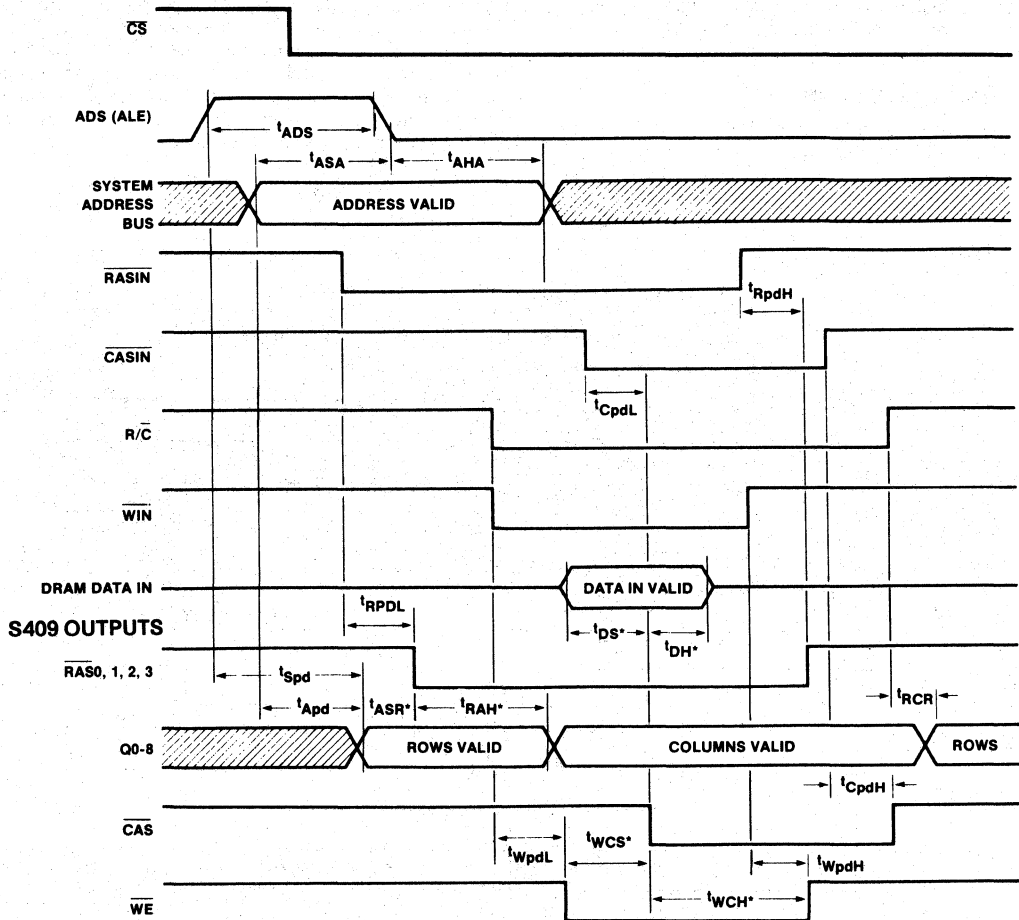 CS
ADS (ALE)
tADS
tASA
tAHA
SYSTEM
ADDRESS
BUS
ADDRESS VALID
RASIN
tRpdH
CASIN
tCpdL
R/C
WIN
DRAM DATA IN
DATA IN VALID
tRPDL
tDS*
tDH*
S409 OUTPUTS
RAS0, 1, 2, 3
tSpd
tApd
tASR*
tRAH*
tRCR
Q0-8
ROWS VALID
COLUMNS VALID
ROWS
tCpdH
CAS
tWpdL
tWCS*
tWpdH
tWCH*
WE